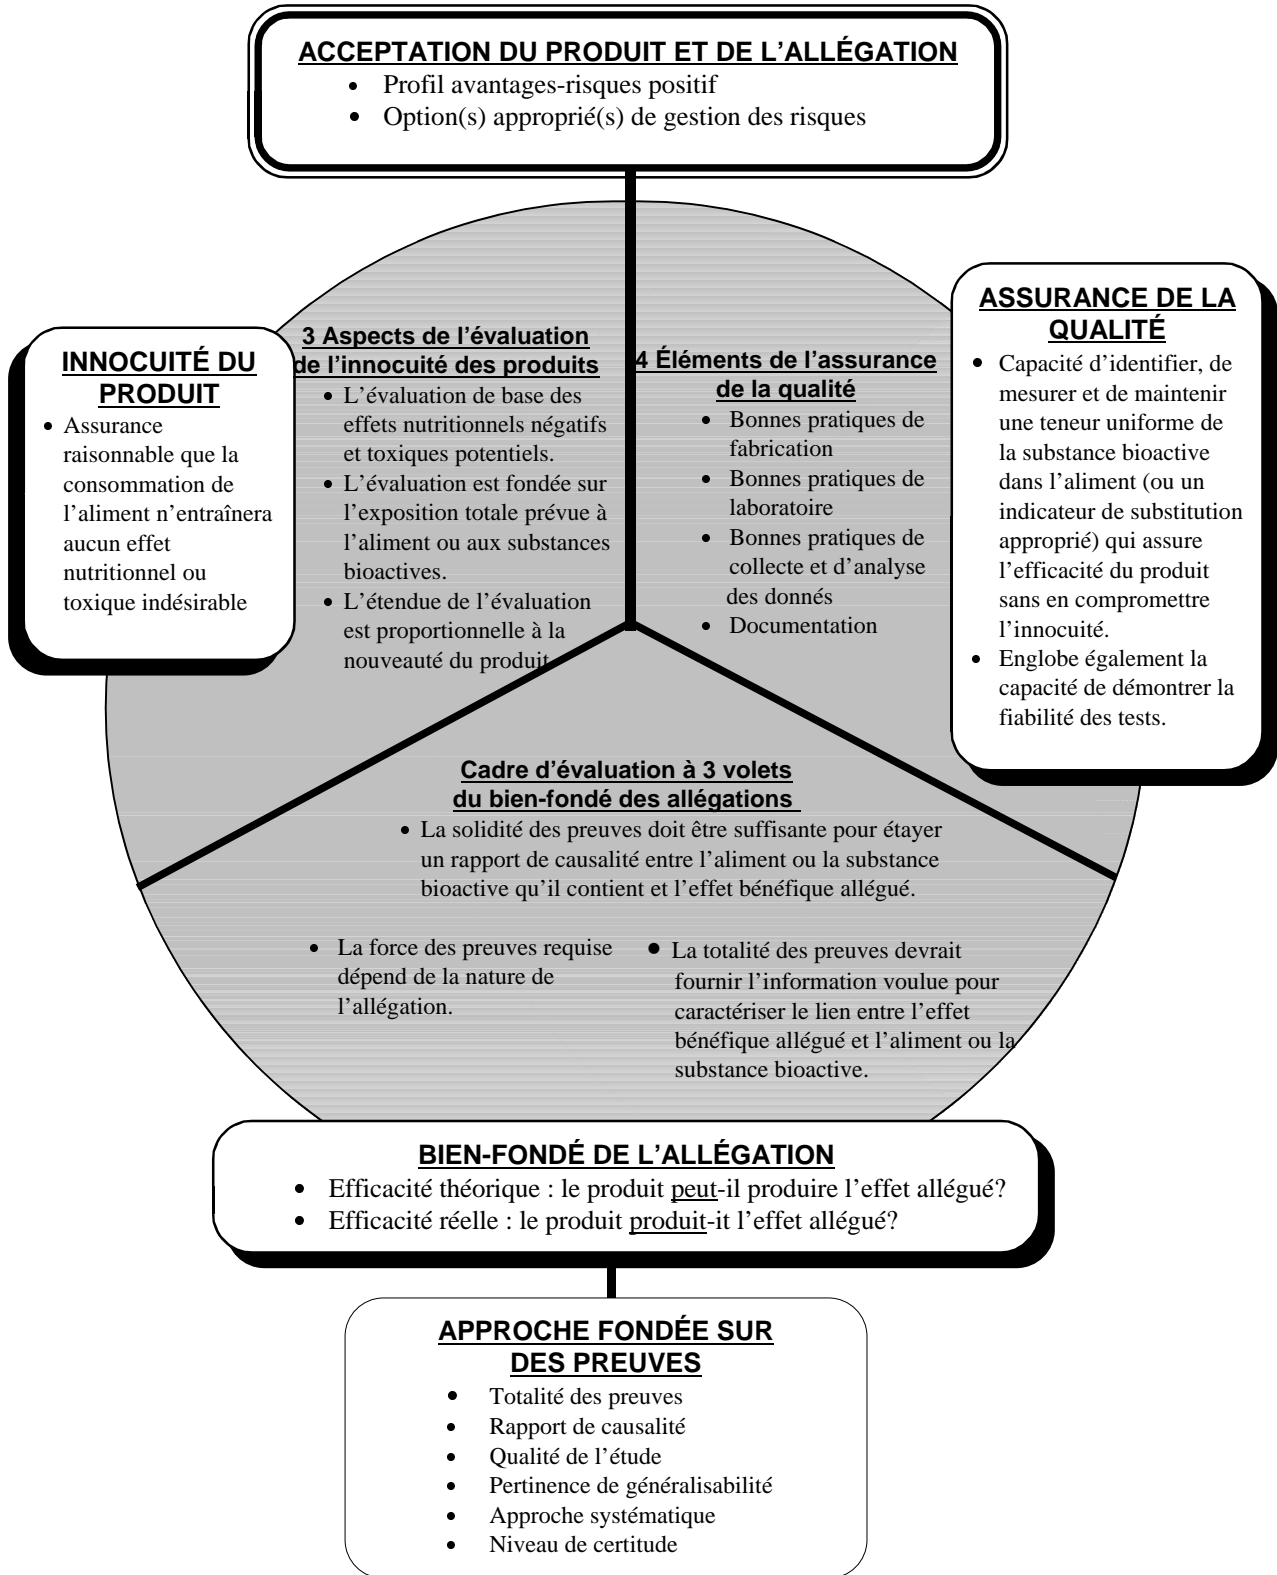 ACCEPTATION DU PRODUIT ET DE L’ALLÉGATION
• Profil avantages-risques positif
• Option(s) approprié(s) de gestion des risques
INNOCUITÉ DU
PRODUIT
• Assurance
raisonnable que la
consommation de
l’aliment n’entraînera
aucun effet
nutritionnel ou
toxique indésirable
3 Aspects de l’évaluation
de l’innocuité des produits
• L’évaluation de base des
effets nutritionnels négatifs
et toxiques potentiels.
• L’évaluation est fondée sur
l’exposition totale prévue à
l’aliment ou aux substances
bioactives.
• L’étendue de l’évaluation
est proportionnelle à la
nouveauté du produit
4 Éléments de l’assurance
de la qualité
• Bonnes pratiques de
fabrication
• Bonnes pratiques de
laboratoire
• Bonnes pratiques de
collecte et d’analyse
des donnés
• Documentation
ASSURANCE DE LA
QUALITÉ
• Capacité d’identifier, de
mesurer et de maintenir
une teneur uniforme de
la substance bioactive
dans l’aliment (ou un
indicateur de substitution
approprié) qui assure
l’efficacité du produit
sans en compromettre
l’innocuité.
• Englobe également la
capacité de démontrer la
fiabilité des tests.
Cadre d’évaluation à 3 volets
du bien-fondé des allégations
• La solidité des preuves doit être suffisante pour étayer
un rapport de causalité entre l’aliment ou la substance
bioactive qu’il contient et l’effet bénéfique allégué.
• La force des preuves requise
dépend de la nature de
l’allégation.
• La totalité des preuves devrait
fournir l’information voulue pour
caractériser le lien entre l’effet
bénéfique allégué et l’aliment ou la
substance bioactive.
BIEN-FONDÉ DE L’ALLÉGATION
• Efficacité théorique : le produit peut-il produire l’effet allégué?
• Efficacité réelle : le produit produit-it l’effet allégué?
APPROCHE FONDÉE SUR
DES PREUVES
• Totalité des preuves
• Rapport de causalité
• Qualité de l’étude
• Pertinence de généralisabilité
• Approche systématique
• Niveau de certitude